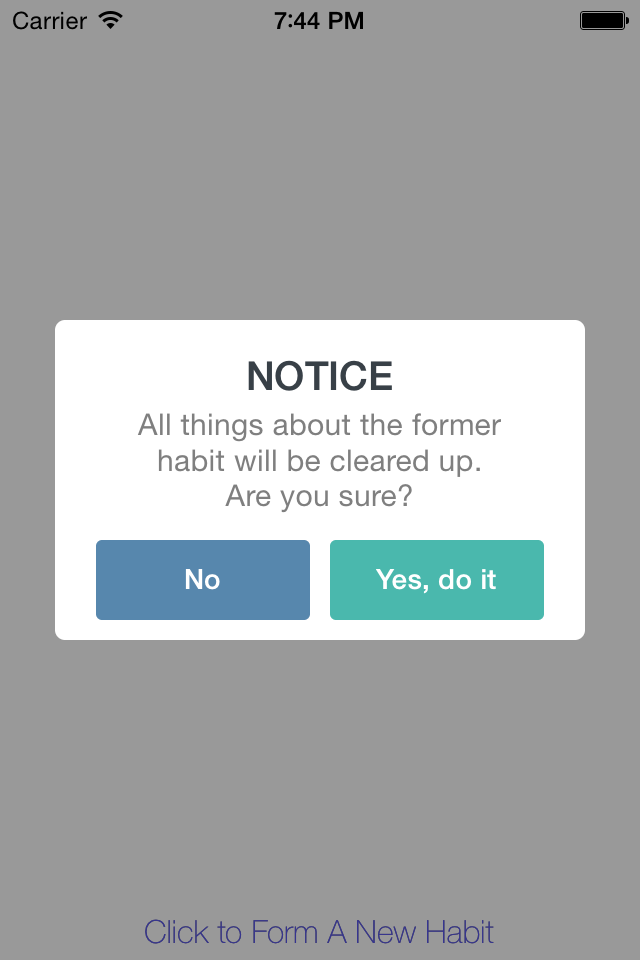 Carrier 7:44 PM
NOTICE
All things about the former
habit will be cleared up.
Are you sure?
No Yes, do it
Click to Form A New Habit